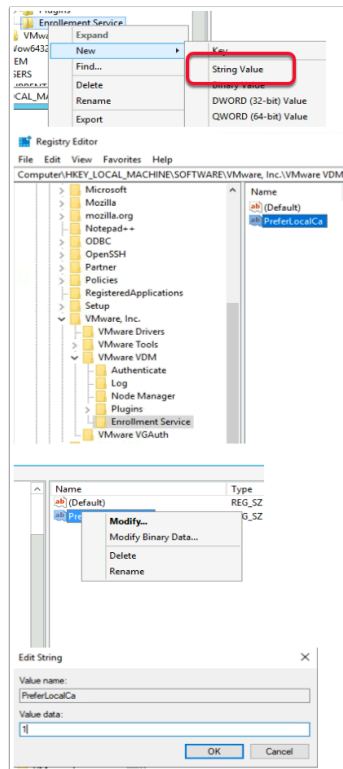 Plugins
Enrollment Service
VMwa Expand
Wow6432 New Key
EM Find... String Value
SERS Binary Value
Delete DWORD (32-bit) Value
CAL_MA Rename QWORD (64-bit) Value
Export
Registry Editor
File Edit View Favorites Help
Computer\HKEY_LOCAL_MACHINE\SOFTWARE\VMware, Inc.\VMware VDM
Microsoft Name
Mozilla (Default)
mozilla.org PreferLocalCa
Notepad++
ODBC
OpenSSH
Partner
Policies
RegisteredApplications
Setup
VMware, Inc.
VMware Drivers
VMware Tools
VMware VDM
Authenticate
Log
Node Manager
Plugins
Enrollment Service
VMware VGAuth
Name Type
(Default) REG_SZ
Pre G_SZ
Modify...
Modify Binary Data...
Delete
Rename
Edit String
Value name:
PreferLocalCa
Value data:
1
OK Cancel